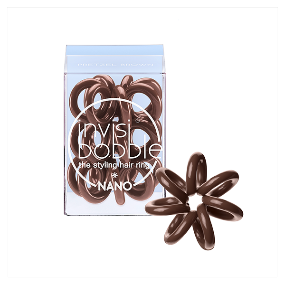 invisi
bobble
the styling hair ring
*NANO*